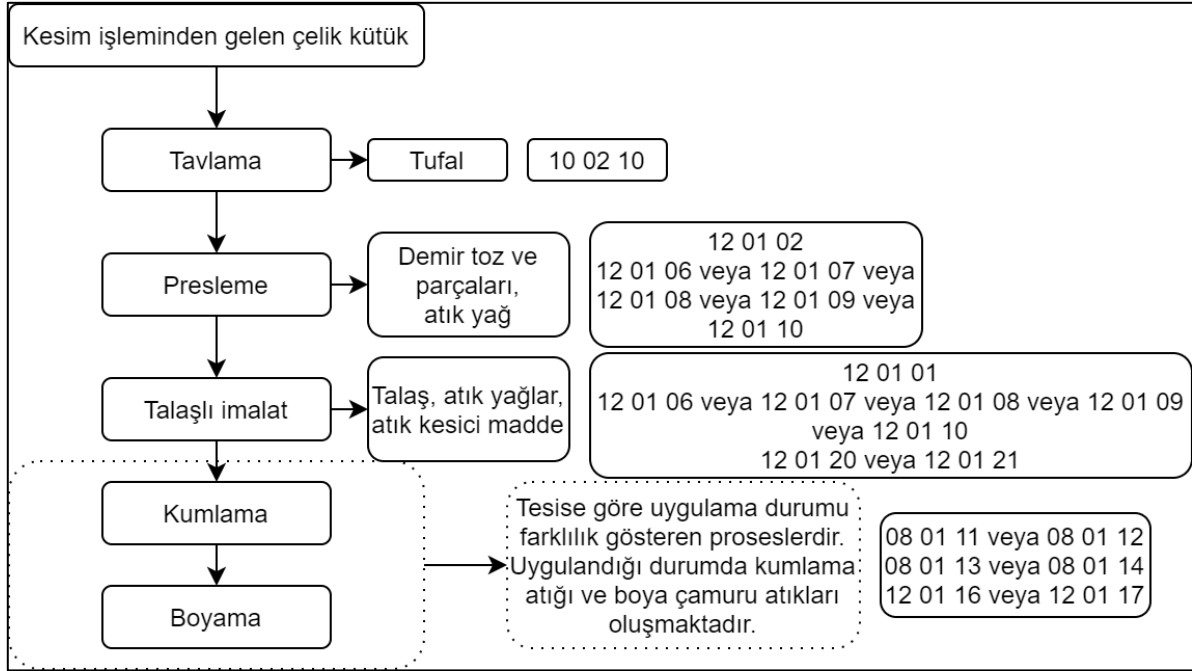 Kesim işleminden gelen çelik kütük
Tavlama
Tufal
10 02 10
Presleme
Demir toz ve
parçaları,
atık yağ
12 01 02
12 01 06 veya 12 01 07 veya
12 01 08 veya 12 01 09 veya
12 01 10
Talaşlı imalat
Talaş, atık yağlar,
atık kesici madde
12 01 01
12 01 06 veya 12 01 07 veya 12 01 08 veya 12 01 09
veya 12 01 10
12 01 20 veya 12 01 21
Kumlama
Boyama
Tesise göre uygulama durumu
farklılık gösteren proseslerdir.
Uygulandığı durumda kumlama
atığı ve boya çamuru atıkları
oluşmaktadır.
08 01 11 veya 08 01 12
08 01 13 veya 08 01 14
12 01 16 veya 12 01 17